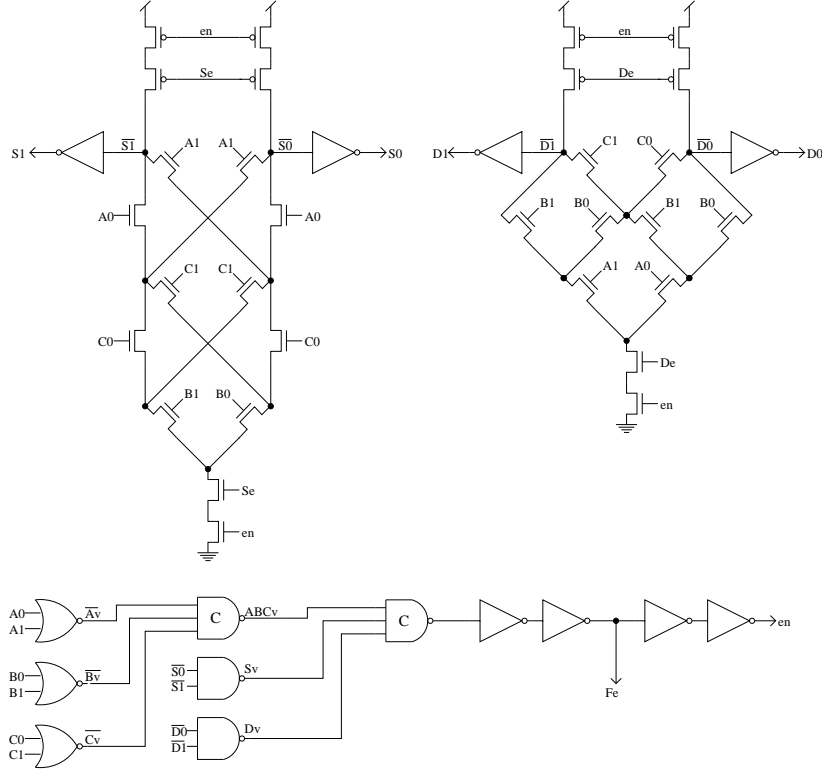 en en
Se De
S1 S̅1̅ A1 A1 S̅0̅ S0 D1 D̅1̅ C1 C0 D̅0̅ D0
A0 A0 B1 B0 B1 B0
C1 C1 A1 A0
C0 C0 De
B1 B0 en
Se
en
A0 A̅v̅
A1
C ABCv C en
B0 B̅v̅ S̅0̅ Sv
B1 S̅1̅ Fe
C0 C̅v̅ D̅0̅ Dv
C1 D̅1̅